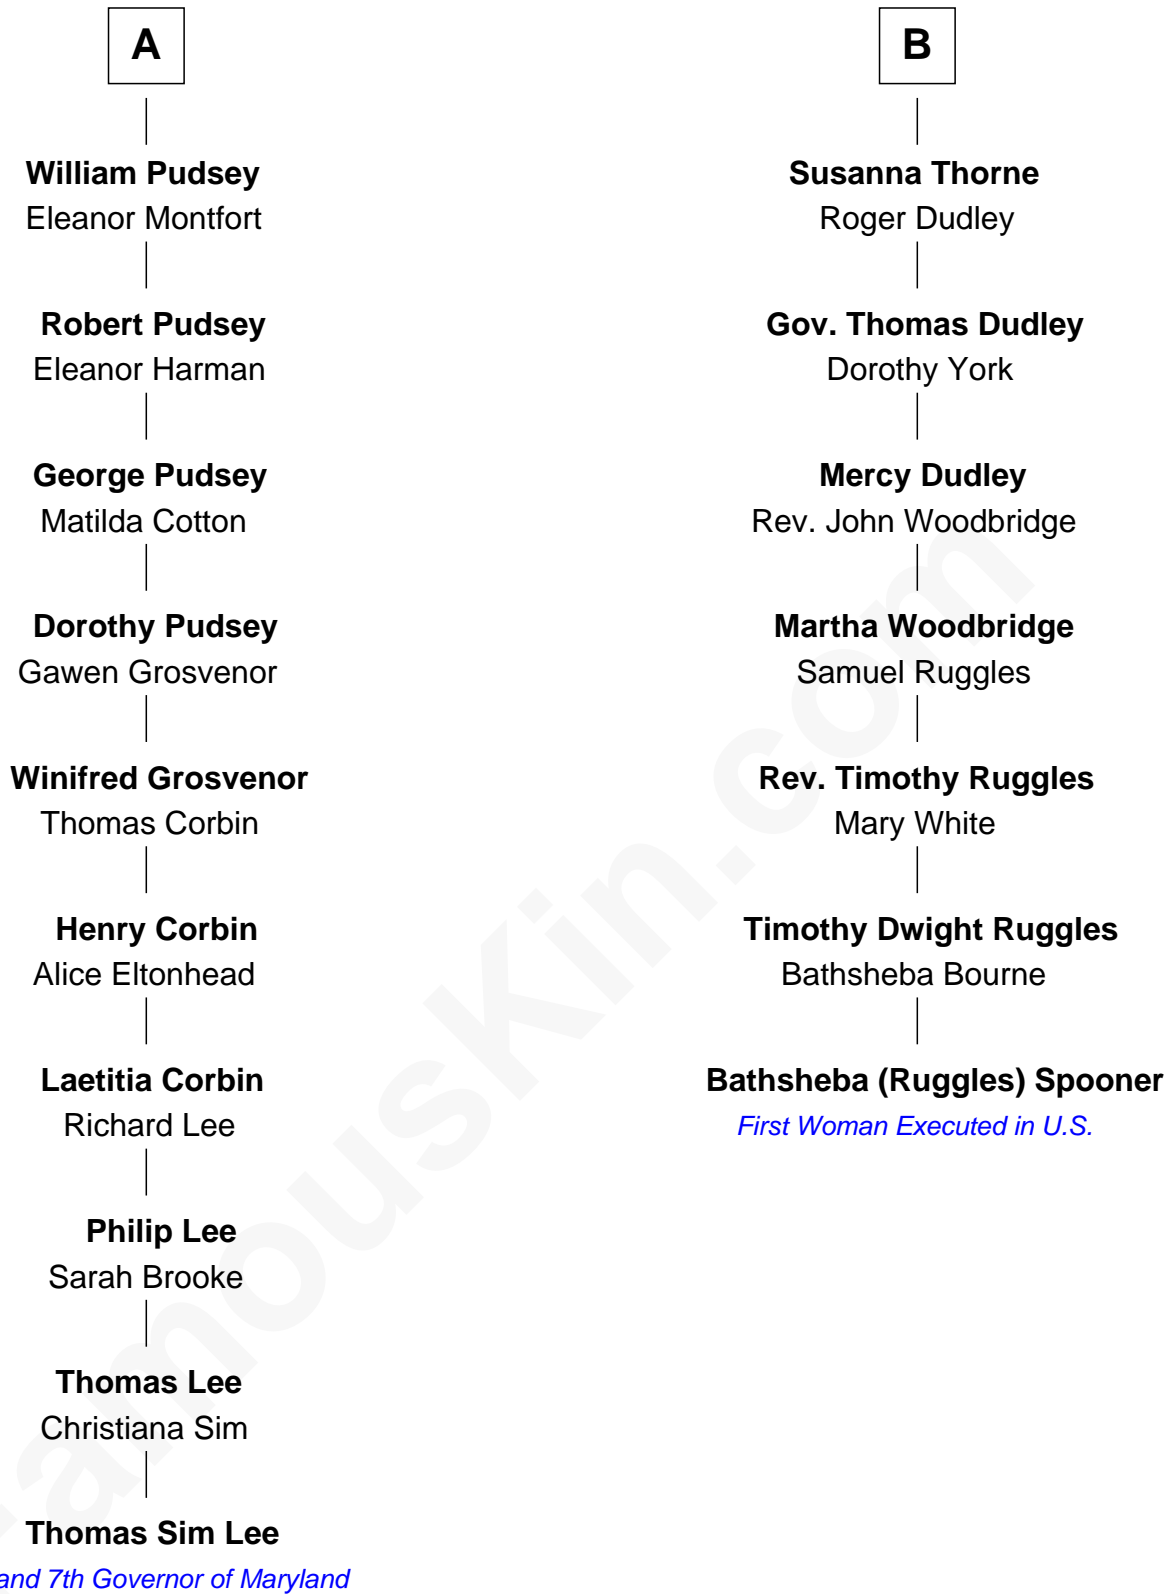 A
William Pudsey
Eleanor Montfort
Robert Pudsey
Eleanor Harman
George Pudsey
Matilda Cotton
Dorothy Pudsey
Gawen Grosvenor
Winifred Grosvenor
Thomas Corbin
Henry Corbin
Alice Eltonhead
Laetitia Corbin
Richard Lee
Philip Lee
Sarah Brooke
Thomas Lee
Christiana Sim
Thomas Sim Lee
and 7th Governor of Maryland
B
Susanna Thorne
Roger Dudley
Gov. Thomas Dudley
Dorothy York
Mercy Dudley
Rev. John Woodbridge
Martha Woodbridge
Samuel Ruggles
Rev. Timothy Ruggles
Mary White
Timothy Dwight Ruggles
Bathsheba Bourne
Bathsheba (Ruggles) Spooner
First Woman Executed in U.S.
amouskin.com